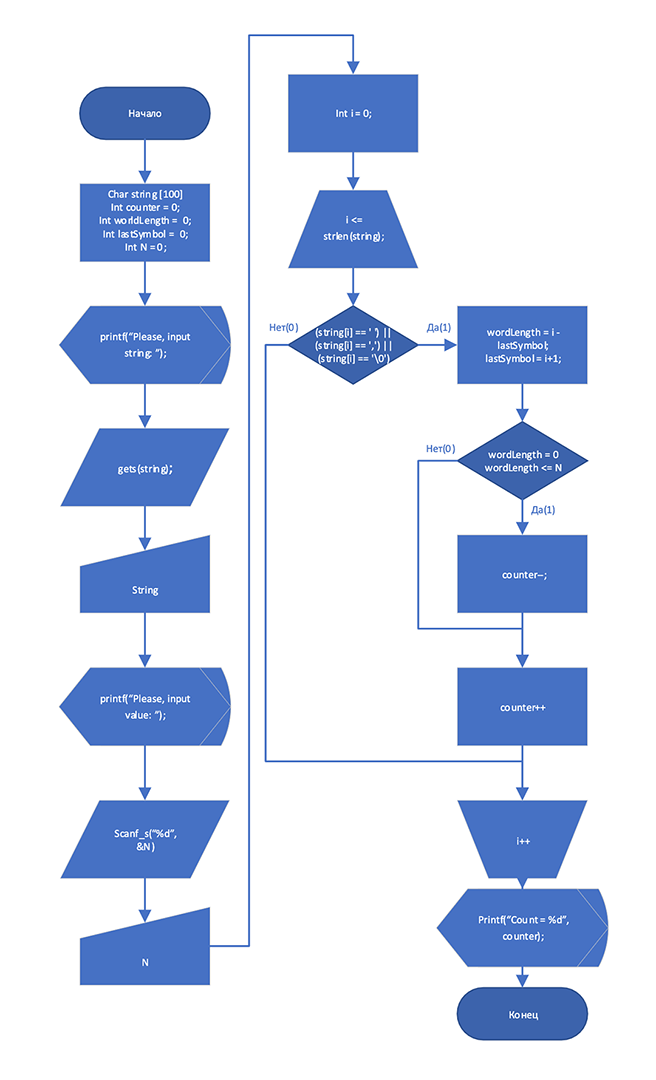 Начало
Char string [100]
Int counter = 0;
Int worldLength = 0;
Int lastSymbol = 0;
Int N = 0;
printf("Please, input
string: ");
gets(string);
String
printf("Please, input
value: ");
Scanf_s("%d",
&N)
N
Int i = 0;
i <=
strlen(string);
(string[i] == ' ') ||
(string[i] == ',') ||
(string[i] == '\0')
Нет(0)
Да(1)
wordLength = i -
lastSymbol;
lastSymbol = i+1;
wordLength = 0
wordLength <= N
Нет(0)
Да(1)
counter--;
counter++
i++
Printf("Count = %d",
counter);
Конец